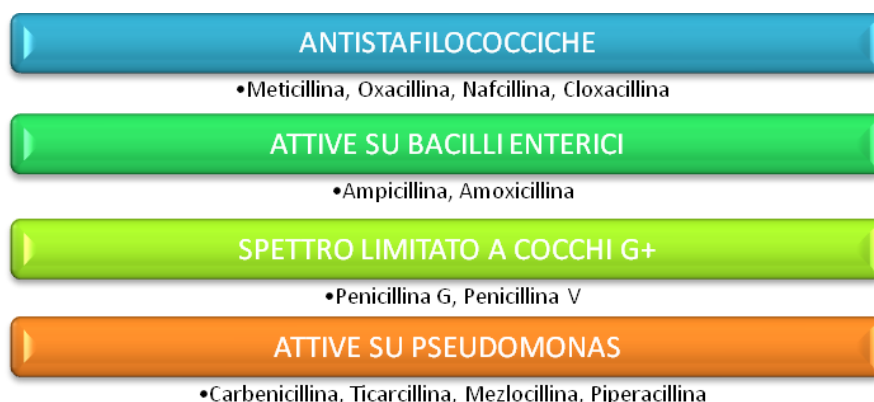 ANTISTAFILOCOCCICHE
•Meticillina, Oxacillina, Nafcillina, Cloxacillina
ATTIVE SU BACILLI ENTERICI
•Ampicillina, Amoxicillina
SPETTRO LIMITATO A COCCHI G+
•Penicillina G, Penicillina V
ATTIVE SU PSEUDOMONAS
•Carbenicillina, Ticarcillina, Mezlocillina, Piperacillina